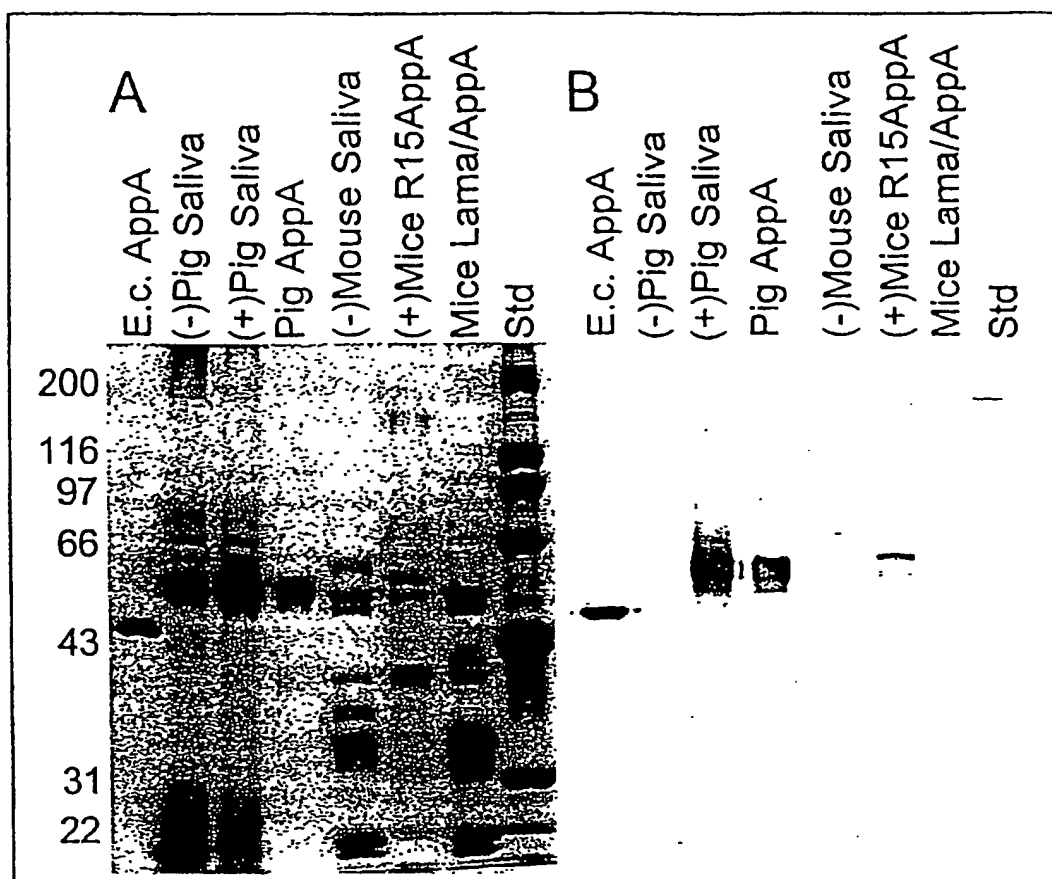 A
E.c. AppA
(-)Pig Saliva
(+)Pig Saliva
Pig AppA
(-)Mouse Saliva
(+)Mice R15AppA
Mice Lama/AppA
Std
200
116
97
66
43
31
22
B
E.c. AppA
(-)Pig Saliva
(+)Pig Saliva
Pig AppA
(-)Mouse Saliva
(+)Mice R15AppA
Mice Lama/AppA
Std